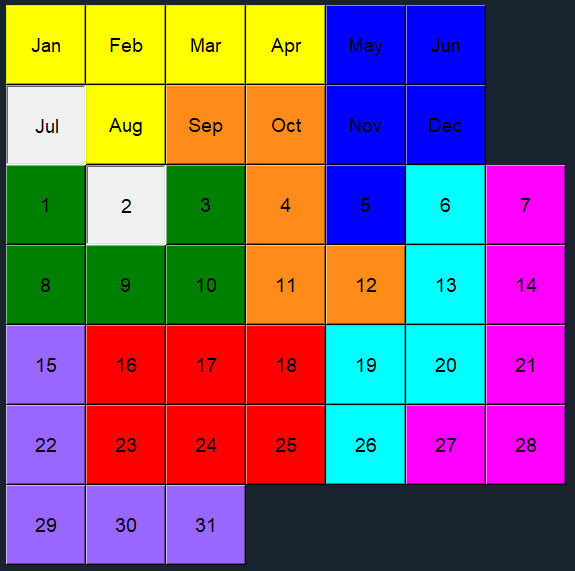 Jan Feb Mar Apr May Jun
Jul Aug Sep Oct Nov Dec
1 2 3 4 5 6 7
8 9 10 11 12 13 14
15 16 17 18 19 20 21
22 23 24 25 26 27 28
29 30 31